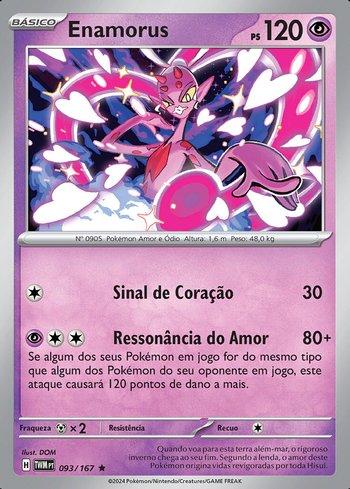 BÁSICO Enamorus PS 120
Nº 0905 Pokémon Amor e Ódio Altura: 1,6 m Peso: 48,0 kg
Sinal de Coração 30
Ressonância do Amor 80+
Se algum dos seus Pokémon em jogo for do mesmo tipo
que algum dos Pokémon do seu oponente em jogo, este
ataque causará 120 pontos de dano a mais.
Fraqueza × 2 Resistência Recuo
Ilust. DOM
H TWM PT 093/167 ★
Quando voa para esta terra além-mar, o rigoroso
inverno chega ao seu fim. Segundo a lenda, o amor deste
Pokémon origina vidas revigoradas por toda Hisui.
©2024 Pokémon/Nintendo/Creatures/GAME FREAK